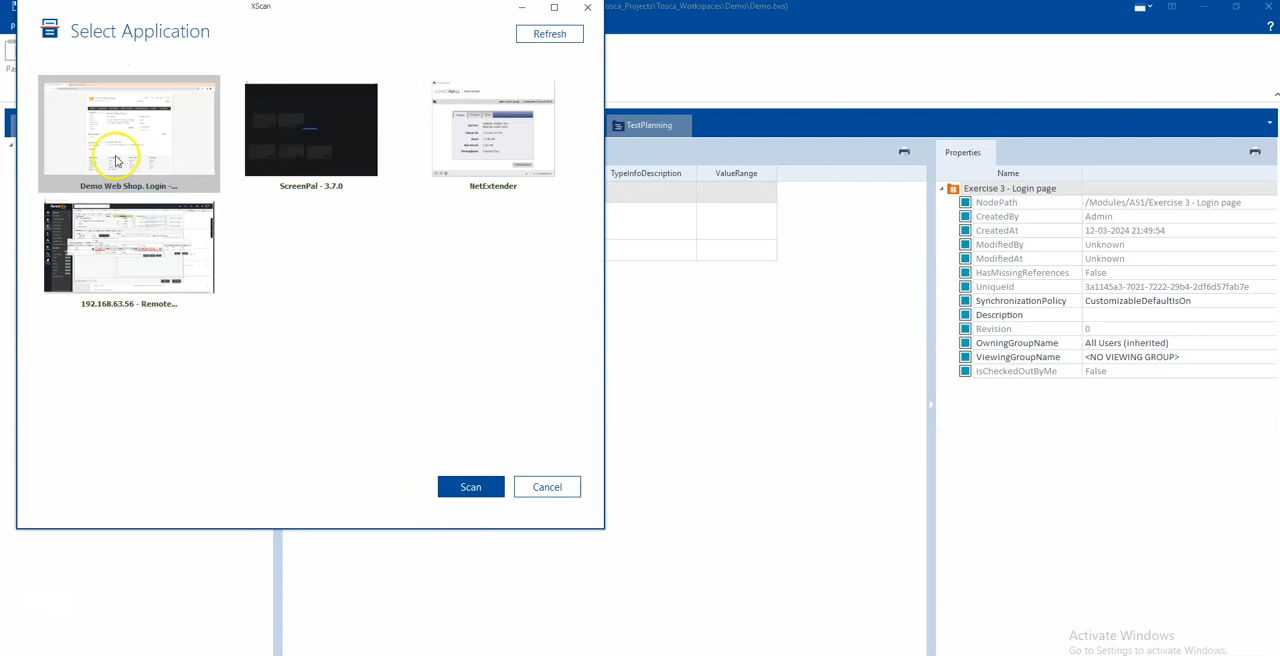 XScan
osca_Projects\Tosca_Workspaces\Demo\Demo.tws)
Select Application
Refresh
?
Pa
Demo Web Shop. Login -...
ScreenPal - 3.7.0
NetExtender
192.168.63.56 - Remote...
Scan
Cancel
TestPlanning
TypeInfoDescription
ValueRange
Properties
Name
Exercise 3 - Login page
NodePath /Modules/AS1/Exercise 3 - Login page
CreatedBy Admin
CreatedAt 12-03-2024 21:49:54
ModifiedBy Unknown
ModifiedAt Unknown
HasMissingReferences False
UniqueId 3a1145a3-7021-7222-29b4-2df6d57fab7e
SynchronizationPolicy CustomizableDefaultIsOn
Description
Revision 0
OwningGroupName All Users (inherited)
ViewingGroupName <NO VIEWING GROUP>
IsCheckedOutByMe False
Activate Windows
Go to Settings to activate Windows.